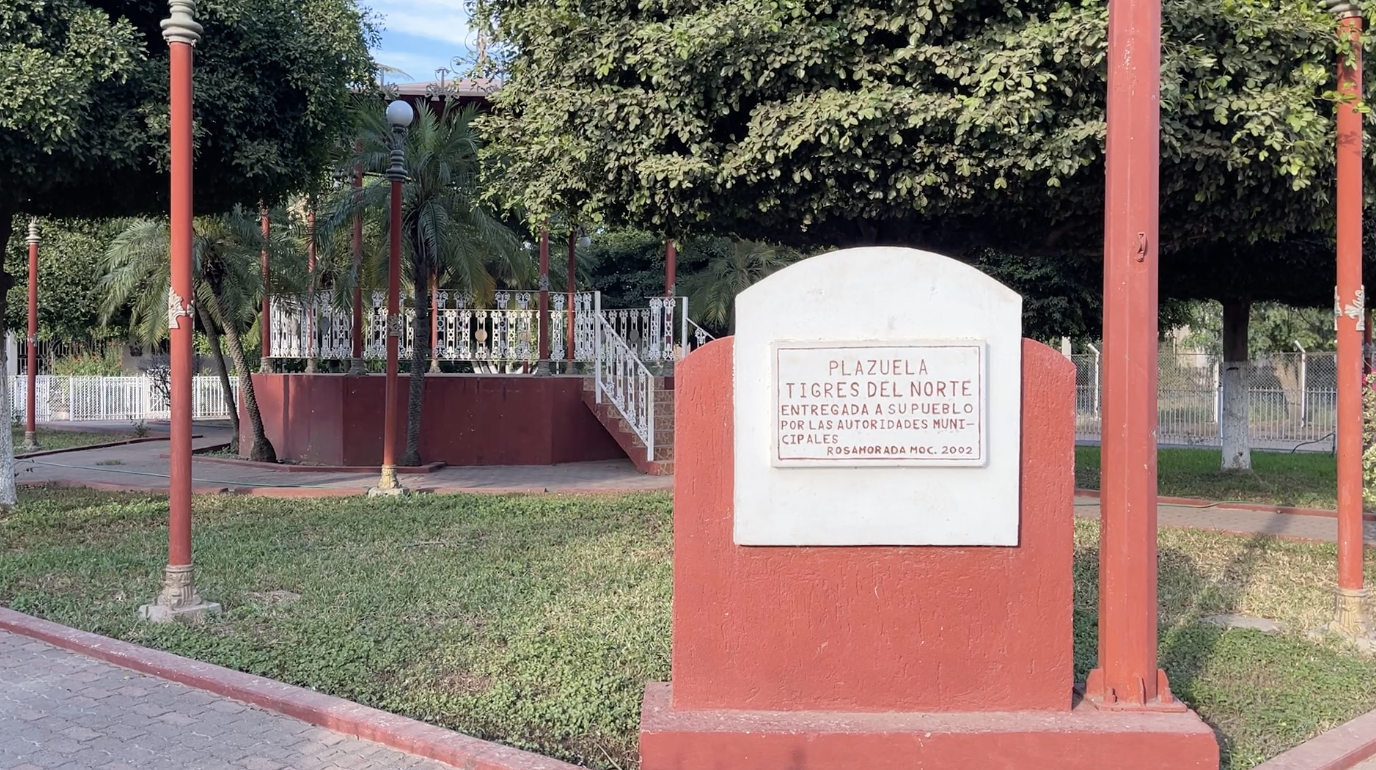 PLAZUELA
TIGRES DEL NORTE
ENTREGADA A SU PUEBLO
POR LAS AUTORIDADES MUNI-
CIPALES
ROSAMORADA MOC. 2002